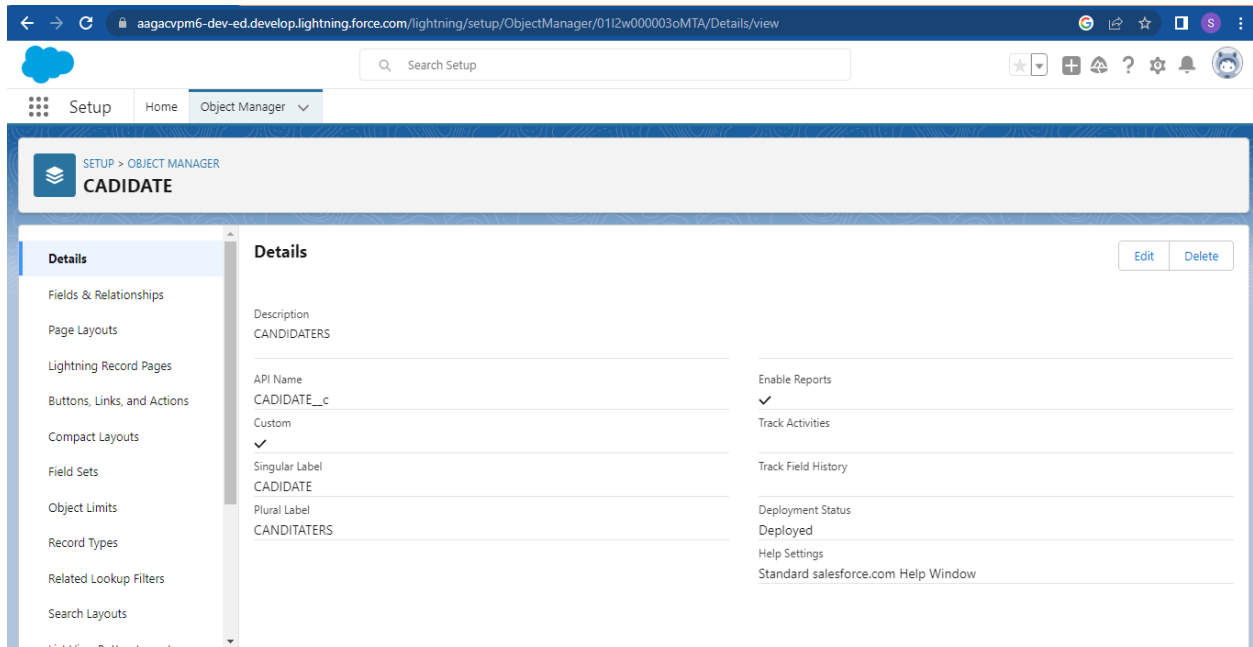 aagacvpm6-dev-ed.develop.lightning.force.com/lightning/setup/ObjectManager/01I2w000003oMTA/Details/view
S
Search Setup
Setup
Home
Object Manager
SETUP > OBJECT MANAGER
CADIDATE
Details
Fields & Relationships
Page Layouts
Lightning Record Pages
Buttons, Links, and Actions
Compact Layouts
Field Sets
Object Limits
Record Types
Related Lookup Filters
Search Layouts
Details
Edit
Delete
Description
CANDIDATERS
API Name
CADIDATE__c
Custom
Singular Label
CADIDATE
Plural Label
CANDITATERS
Enable Reports
Track Activities
Track Field History
Deployment Status
Deployed
Help Settings
Standard salesforce.com Help Window